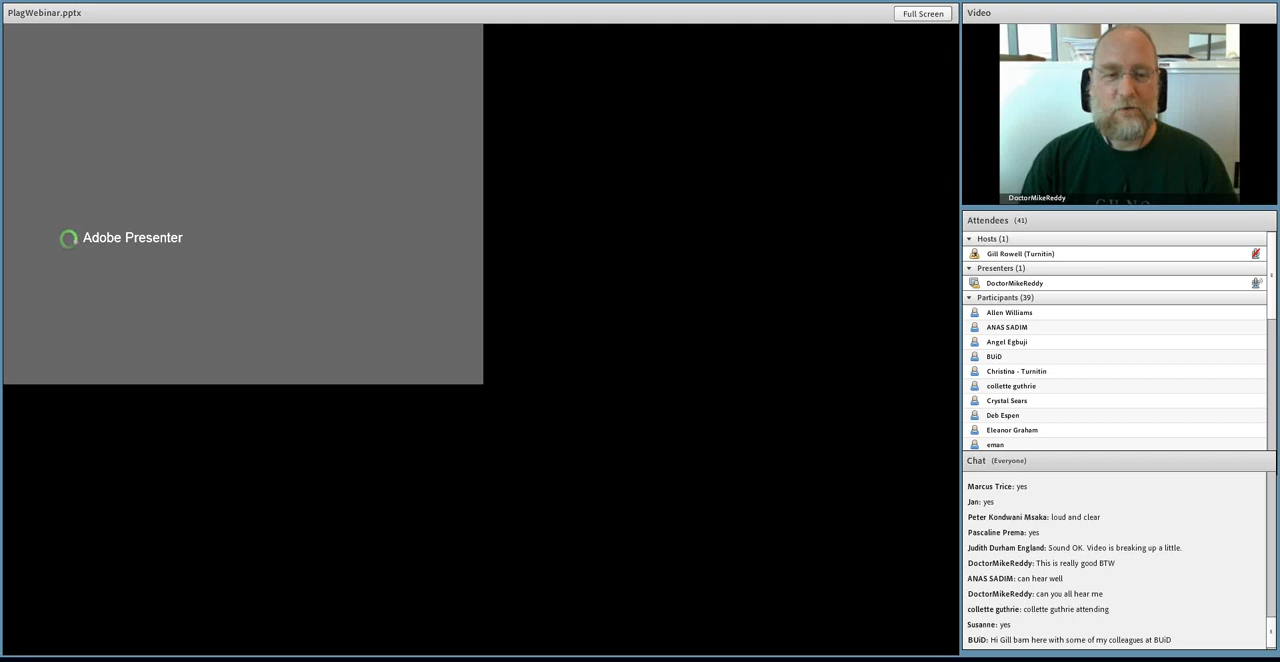 PlagWebinar.pptx
Full Screen
Adobe Presenter
Video
DoctorMikeReddy
Attendees (41)
Hosts (1)
Gill Rowell (Turnitin)
Presenters (1)
DoctorMikeReddy
Participants (39)
Allen Williams
ANAS SADIM
Angel Egbuji
BUiD
Christina - Turnitin
collette guthrie
Crystal Sears
Deb Espen
Eleanor Graham
eman
Chat (Everyone)
Marcus Trice: yes
Jan: yes
Peter Kondwani Msaka: loud and clear
Pascaline Prema: yes
Judith Durham England: Sound OK. Video is breaking up a little.
DoctorMikeReddy: This is really good BTW
ANAS SADIM: can hear well
DoctorMikeReddy: can you all hear me
collette guthrie: collette guthrie attending
Susanne: yes
BUiD: Hi Gill bam here with some of my colleagues at BUiD